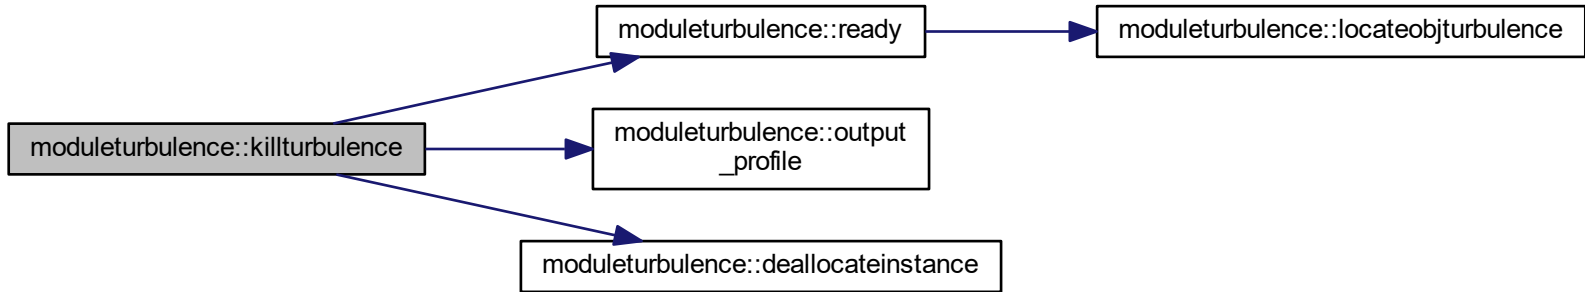 moduleturbulence::ready
moduleturbulence::locateobjturbulence
moduleturbulence::killturbulence
moduleturbulence::output
_profile
moduleturbulence::deallocateinstance